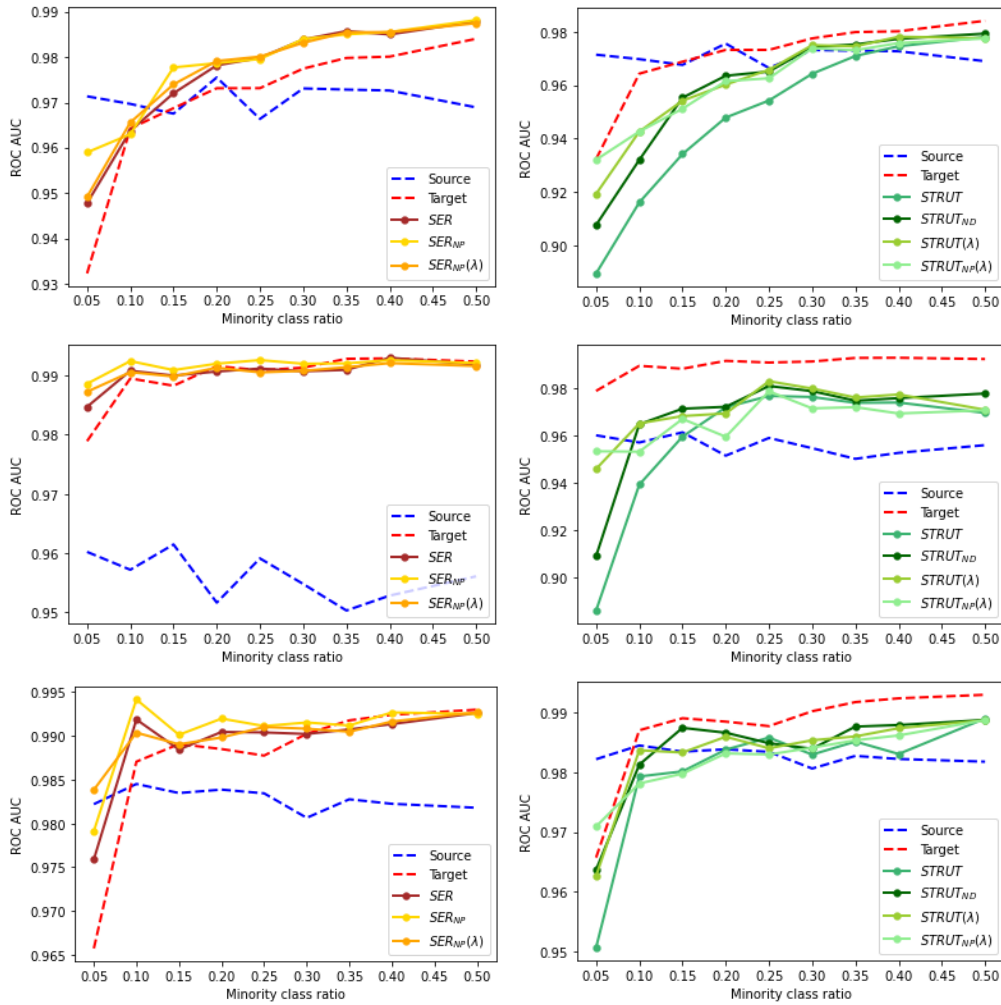 0.99
0.98
0.97
0.96
0.95
0.94
0.93
ROC AUC
0.05 0.10 0.15 0.20 0.25 0.30 0.35 0.40 0.45 0.50
Minority class ratio
Source
Target
SER
SER_NP
SER_NP(λ)
0.98
0.96
0.94
0.92
0.90
ROC AUC
0.05 0.10 0.15 0.20 0.25 0.30 0.35 0.40 0.45 0.50
Minority class ratio
Source
Target
STRUT
STRUT_ND
STRUT(λ)
STRUT_NP(λ)
0.99
0.98
0.97
0.96
0.95
ROC AUC
0.05 0.10 0.15 0.20 0.25 0.30 0.35 0.40 0.45 0.50
Minority class ratio
Source
Target
SER
SER_NP
SER_NP(λ)
0.98
0.96
0.94
0.92
0.90
ROC AUC
0.05 0.10 0.15 0.20 0.25 0.30 0.35 0.40 0.45 0.50
Minority class ratio
Source
Target
STRUT
STRUT_ND
STRUT(λ)
STRUT_NP(λ)
0.995
0.990
0.985
0.980
0.975
0.970
0.965
ROC AUC
0.05 0.10 0.15 0.20 0.25 0.30 0.35 0.40 0.45 0.50
Minority class ratio
Source
Target
SER
SER_NP
SER_NP(λ)
0.99
0.98
0.97
0.96
0.95
ROC AUC
0.05 0.10 0.15 0.20 0.25 0.30 0.35 0.40 0.45 0.50
Minority class ratio
Source
Target
STRUT
STRUT_ND
STRUT(λ)
STRUT_NP(λ)